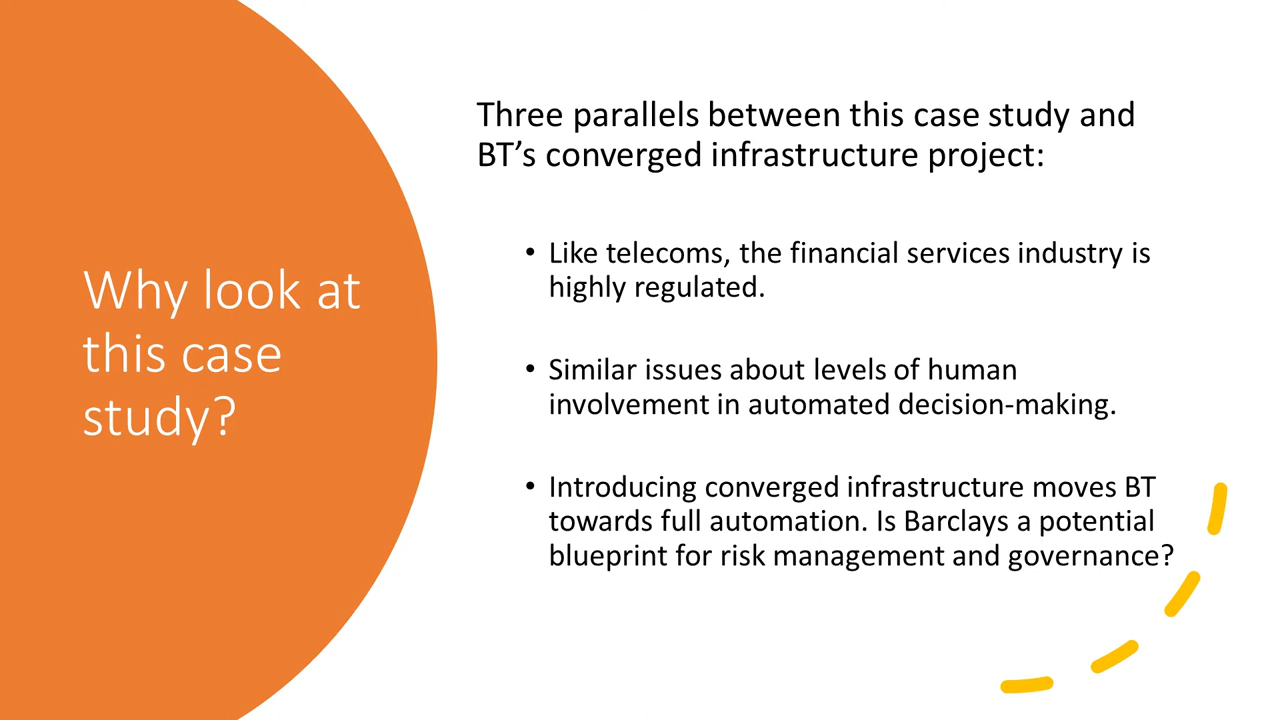 Why look at
this case
study?
Three parallels between this case study and
BT’s converged infrastructure project:
• Like telecoms, the financial services industry is
highly regulated.
• Similar issues about levels of human
involvement in automated decision-making.
• Introducing converged infrastructure moves BT
towards full automation. Is Barclays a potential
blueprint for risk management and governance?